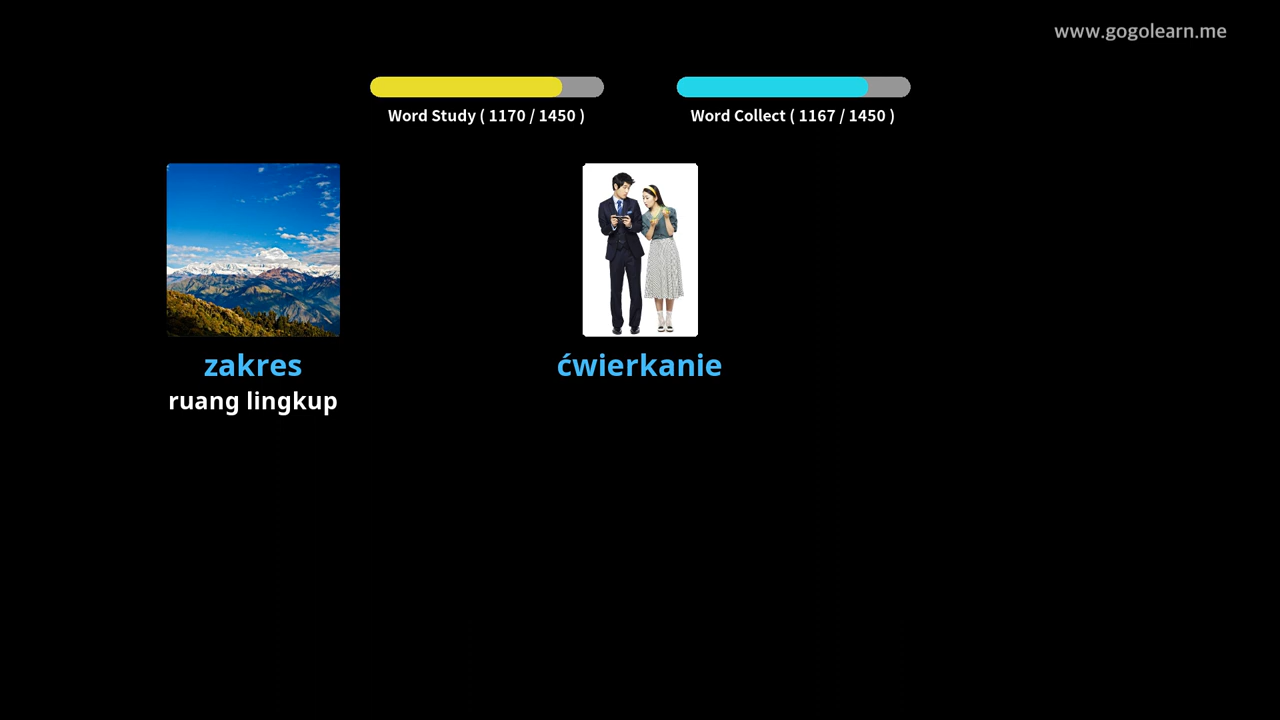 www.gogolearn.me
Word Study ( 1170 / 1450 )
Word Collect ( 1167 / 1450 )
zakres
ćwierkanie
ruang lingkup